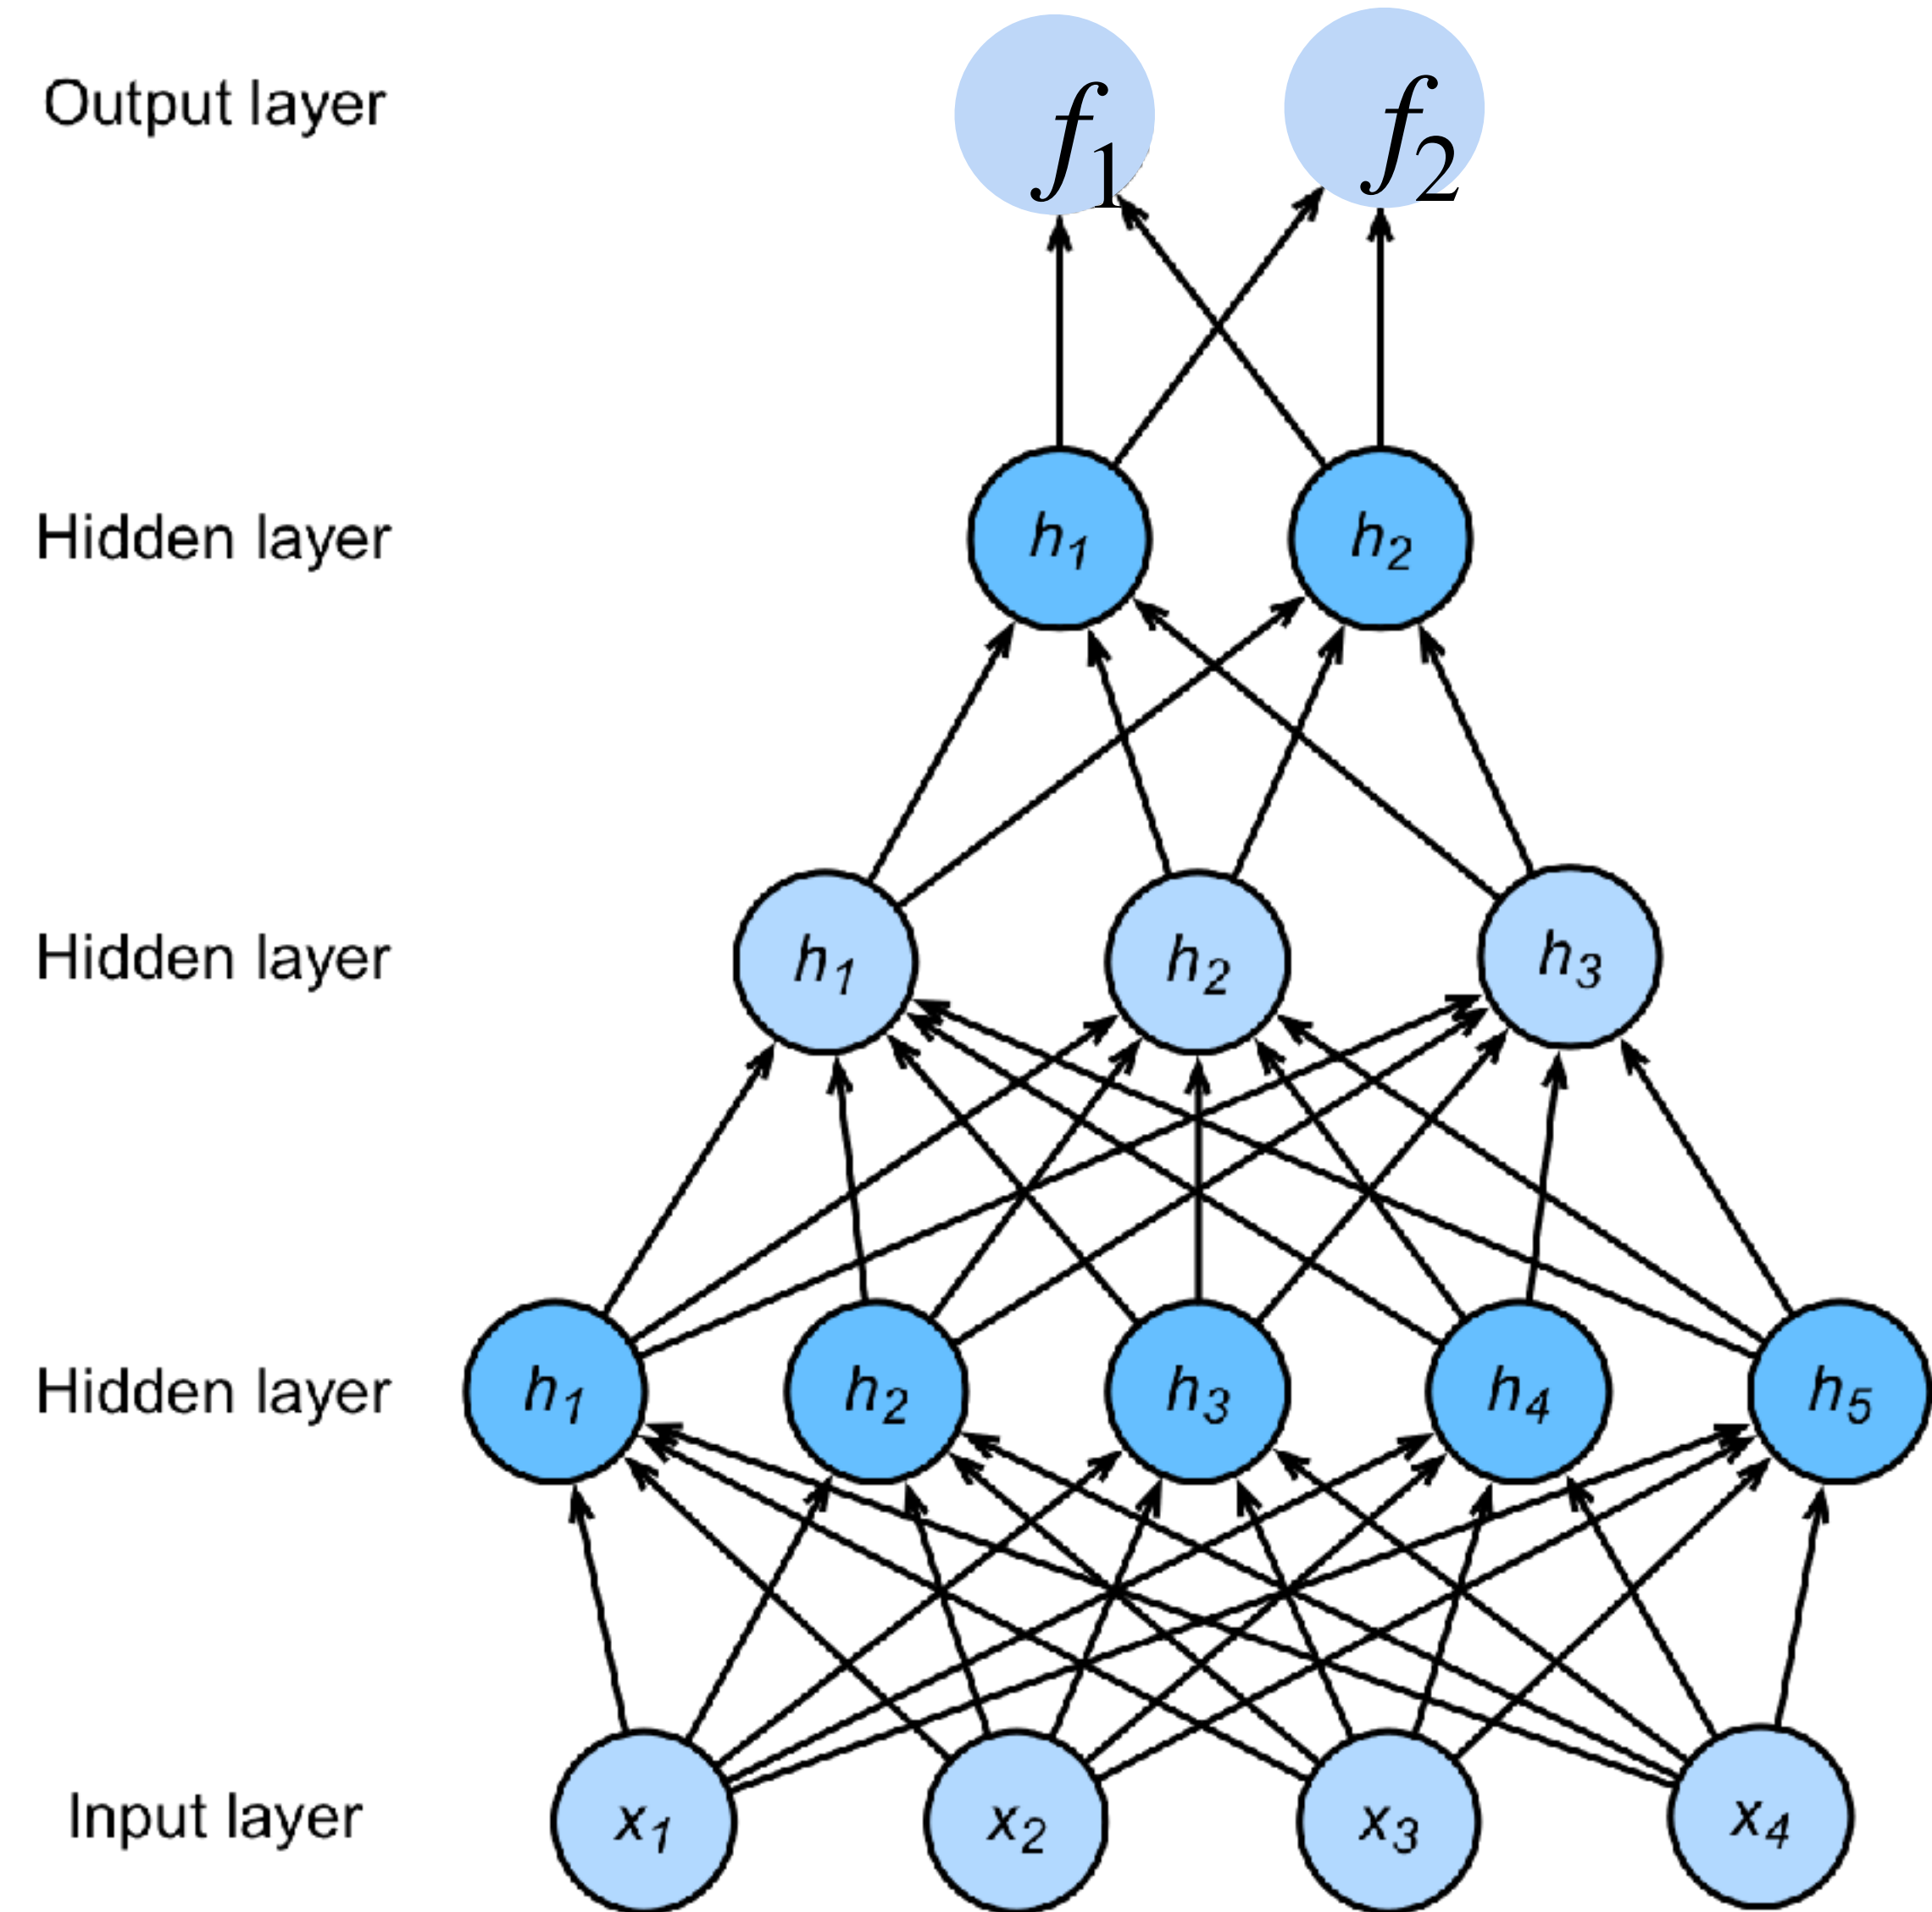 Output layer f1 f2
Hidden layer h1 h2
Hidden layer h1 h2 h3
Hidden layer h1 h2 h3 h4 h5
Input layer x1 x2 x3 x4